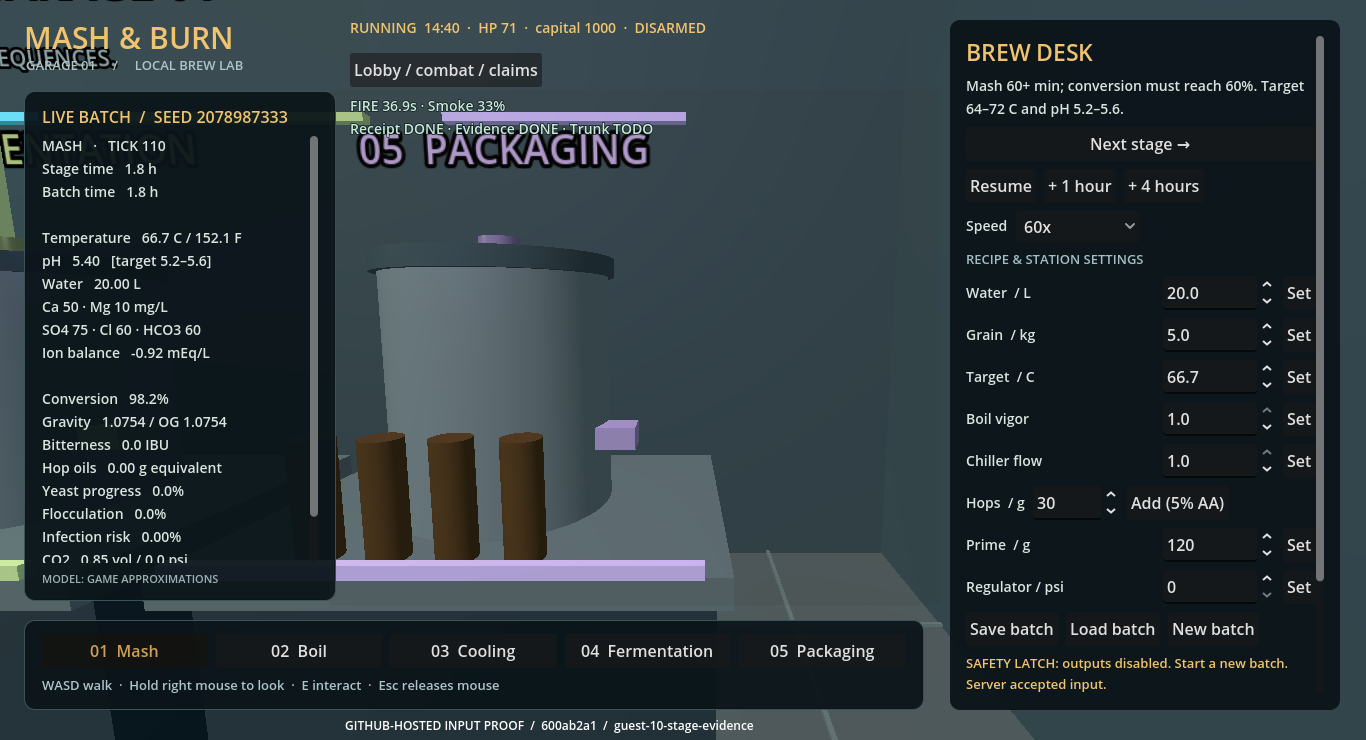 MASH & BURN
EQUENCES.
GARAGE 01 / LOCAL BREW LAB
RUNNING 14:40 · HP 71 · capital 1000 · DISARMED
Lobby / combat / claims
FIRE 36.9s · Smoke 33%
Receipt DONE · Evidence DONE · Trunk TODO
05 PACKAGING
ENTATION
LIVE BATCH / SEED 2078987333
MASH · TICK 110
Stage time 1.8 h
Batch time 1.8 h
Temperature 66.7 C / 152.1 F
pH 5.40 [target 5.2–5.6]
Water 20.00 L
Ca 50 · Mg 10 mg/L
SO4 75 · Cl 60 · HCO3 60
Ion balance -0.92 mEq/L
Conversion 98.2%
Gravity 1.0754 / OG 1.0754
Bitterness 0.0 IBU
Hop oils 0.00 g equivalent
Yeast progress 0.0%
Flocculation 0.0%
Infection risk 0.00%
CO2 0.85 vol / 0.0 psi
MODEL: GAME APPROXIMATIONS
01 Mash
02 Boil
03 Cooling
04 Fermentation
05 Packaging
WASD walk · Hold right mouse to look · E interact · Esc releases mouse
GITHUB-HOSTED INPUT PROOF / 600ab2a1 / guest-10-stage-evidence
BREW DESK
Mash 60+ min; conversion must reach 60%. Target
64–72 C and pH 5.2–5.6.
Next stage →
Resume + 1 hour + 4 hours
Speed 60x
RECIPE & STATION SETTINGS
Water / L 20.0 Set
Grain / kg 5.0 Set
Target / C 66.7 Set
Boil vigor 1.0 Set
Chiller flow 1.0 Set
Hops / g 30 Add (5% AA)
Prime / g 120 Set
Regulator / psi 0 Set
Save batch Load batch New batch
SAFETY LATCH: outputs disabled. Start a new batch.
Server accepted input.